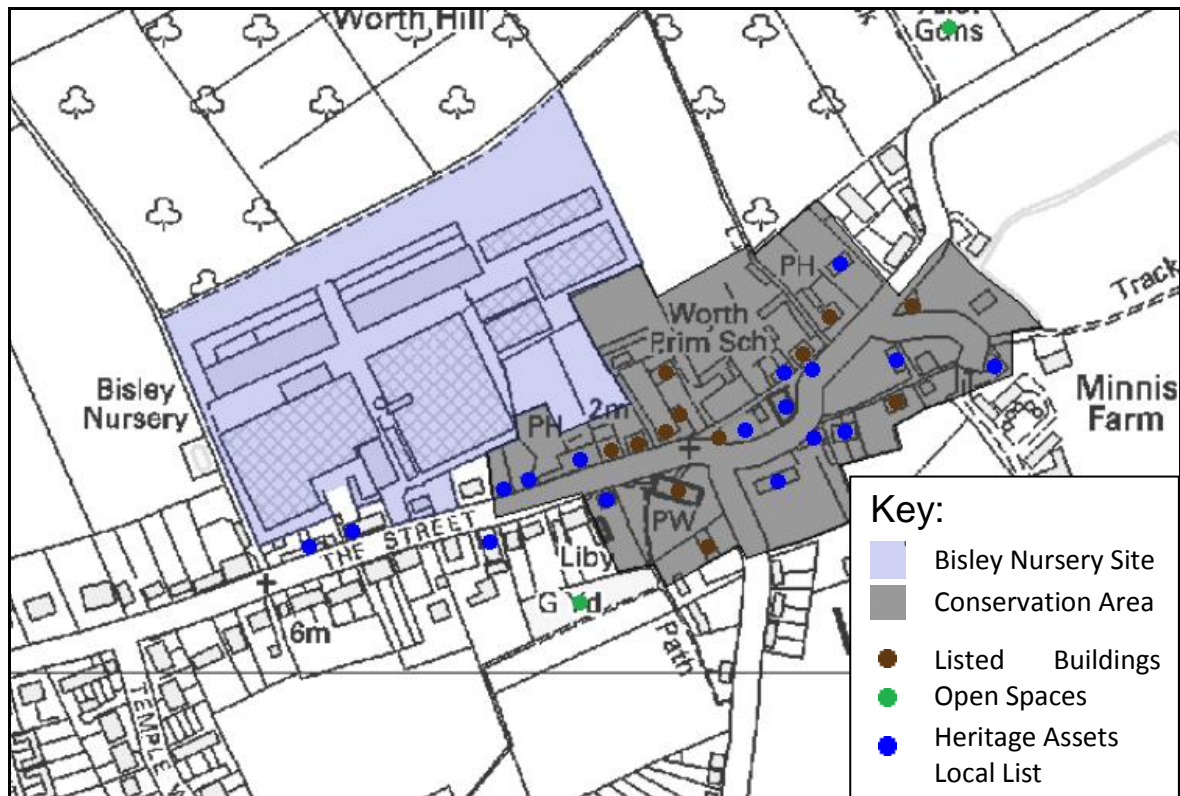 Worth Hill
Gdns
Bisley
Nursery
PH
Worth
Prim Sch
PH
2m
Track
Minnis
Farm
THE STREET
PW
Liby
6m
Path
TEMPLE
Key:
Bisley Nursery Site
Conservation Area
Listed Buildings
Open Spaces
Heritage Assets
Local List